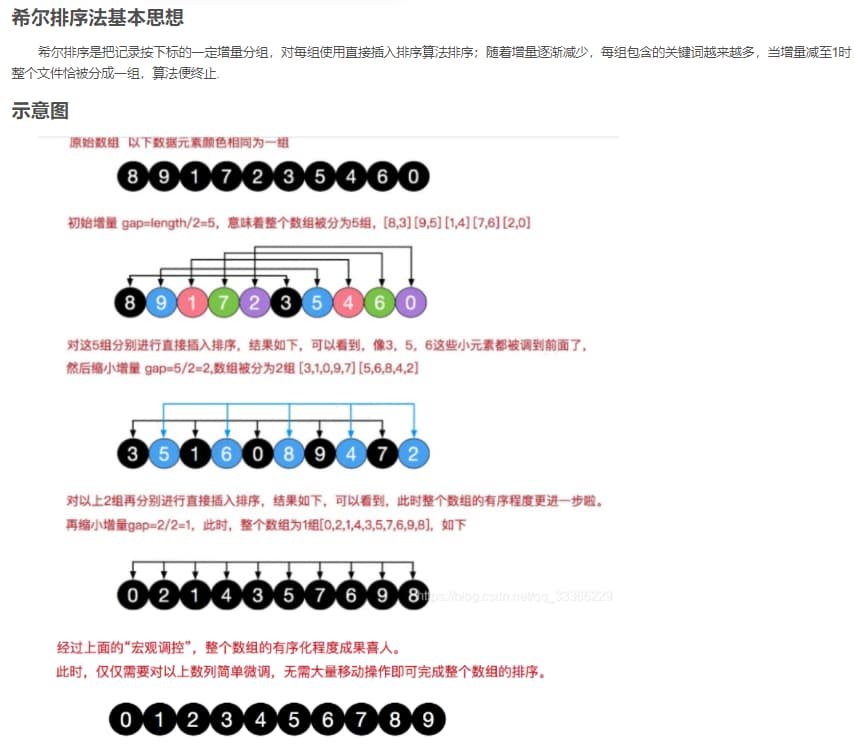 希尔排序法基本思想
希尔排序是把记录按下标的一定增量分组，对每组使用直接插入排序算法排序；随着增量逐渐减少，每组包含的关键词越来越多，当增量减至1时
整个文件恰被分成一组，算法便终止.
示意图
原始数组 以下数据元素颜色相同为一组
8 9 1 7 2 3 5 4 6 0
初始增量 gap=length/2=5，意味着整个数组被分为5组，[8,3] [9,5] [1,4] [7,6] [2,0]
8 9 1 7 2 3 5 4 6 0
对这5组分别进行直接插入排序，结果如下，可以看到，像3，5，6这些小元素都被调到前面了，
然后缩小增量 gap=5/2=2,数组被分为2组 [3,1,0,9,7] [5,6,8,4,2]
3 5 1 6 0 8 9 4 7 2
对以上2组再分别进行直接插入排序，结果如下，可以看到，此时整个数组的有序程度更进一步啦。
再缩小增量gap=2/2=1，此时，整个数组为1组[0,2,1,4,3,5,7,6,9,8]，如下
0 2 1 4 3 5 7 6 9 8
https://blog.csdn.net/qq_33366229
经过上面的“宏观调控”，整个数组的有序化程度成果喜人。
此时，仅仅需要对以上数列简单微调，无需大量移动操作即可完成整个数组的排序。
0 1 2 3 4 5 6 7 8 9